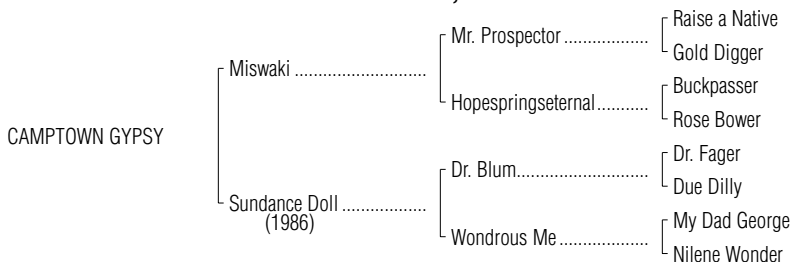 Raise a Native
Mr. Prospector ......................
Gold Digger
Miswaki ............................
Buckpasser
Hopespringseternal...........
Rose Bower
CAMPTOWN GYPSY
Dr. Fager
Dr. Blum............................
Due Dilly
Sundance Doll ..................
(1986)
My Dad George
Wondrous Me ...................
Nilene Wonder